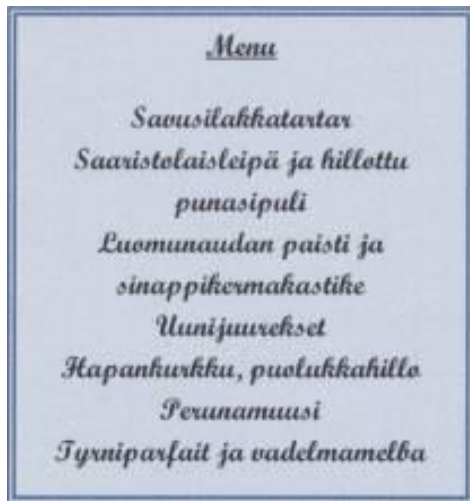 Menu
Savusilakkatartar
Saaristolaisleipä ja hillottu
punasipuli
Luomunaudan paisti ja
sinappikermakastike
Uunijuurekset
Hapankurkku, puolukkahillo
Perunamuusi
Tyrniparfait ja vadelmamelba